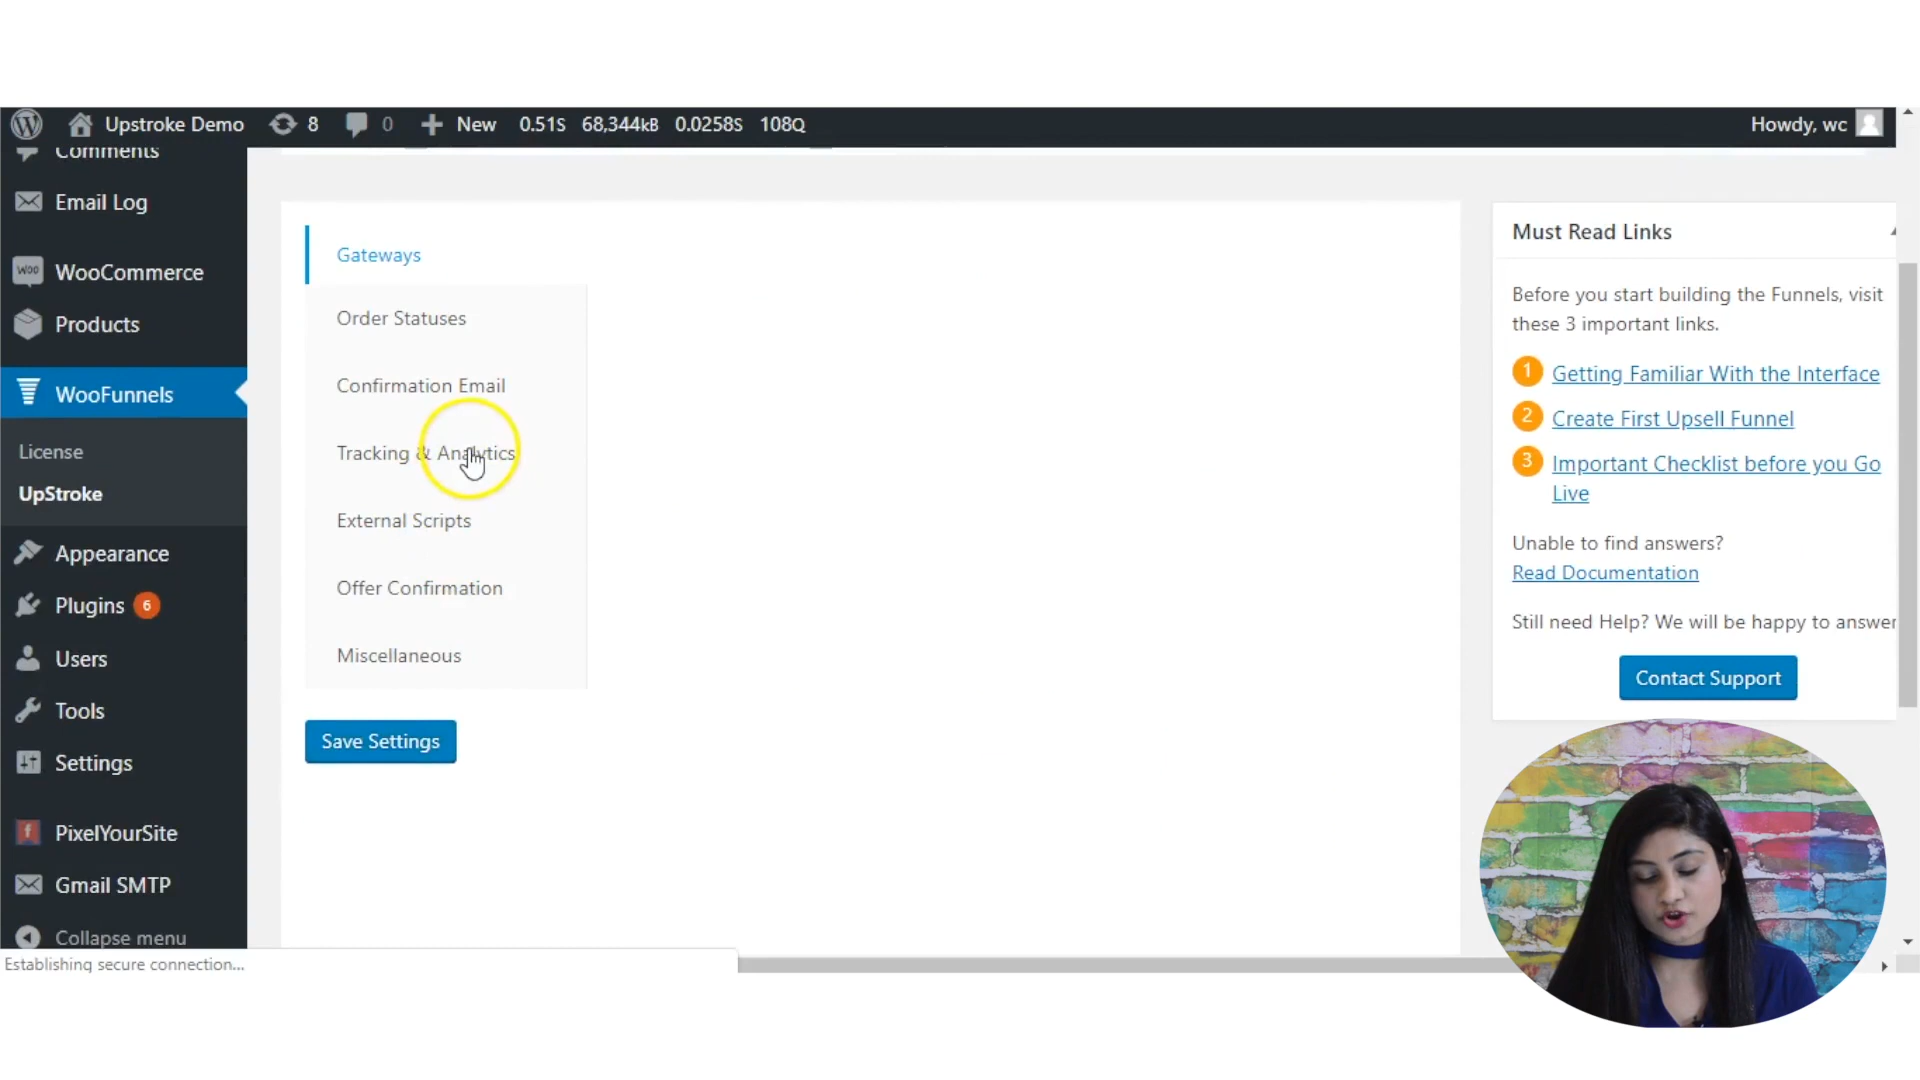 Upstroke Demo 8 0 New 0.51S 68,344kB 0.0258S 108Q Howdy, wc
Comments
Email Log
WOO WooCommerce
Products
WooFunnels
License
UpStroke
Appearance
Plugins 6
Users
Tools
Settings
f PixelYourSite
Gmail SMTP
Collapse menu
Establishing secure connection...
Gateways
Order Statuses
Confirmation Email
Tracking & Analytics
External Scripts
Offer Confirmation
Miscellaneous
Save Settings
Must Read Links
Before you start building the Funnels, visit
these 3 important links.
1 Getting Familiar With the Interface
2 Create First Upsell Funnel
3 Important Checklist before you Go
Live
Unable to find answers?
Read Documentation
Still need Help? We will be happy to answer
Contact Support